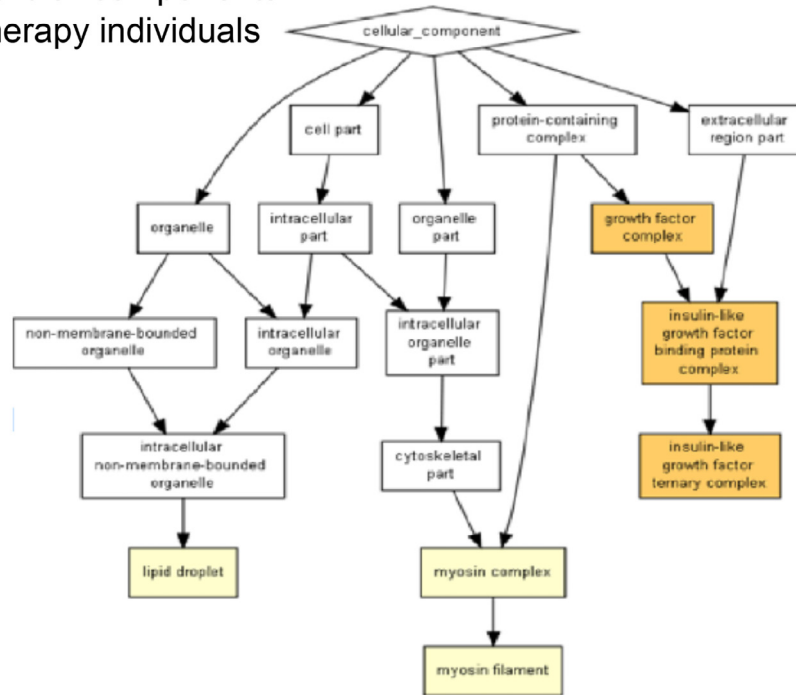 therapy individuals
cellular_component
cell part
protein-containing
complex
extracellular
region part
organelle
intracellular
part
organelle
part
growth factor
complex
non-membrane-bounded
organelle
intracellular
organelle
intracellular
organelle
part
insulin-like
growth factor
binding protein
complex
intracellular
non-membrane-bounded
organelle
cytoskeletal
part
insulin-like
growth factor
ternary complex
lipid droplet
myosin complex
myosin filament